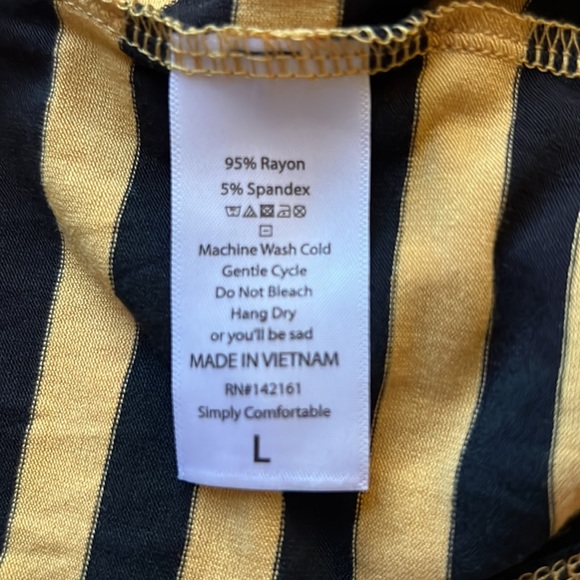 95% Rayon
5% Spandex
Machine Wash Cold
Gentle Cycle
Do Not Bleach
Hang Dry
or you'll be sad
MADE IN VIETNAM
RN#142161
Simply Comfortable
L